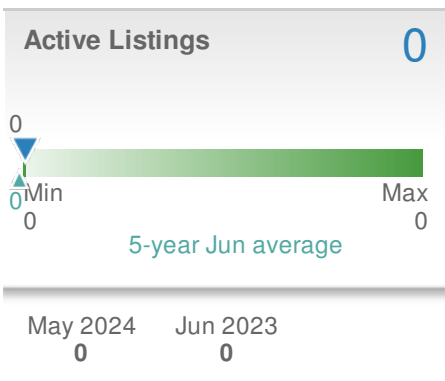 Active Listings 0
0
0
Min Max
0 0
5-year Jun average
May 2024 Jun 2023
0 0